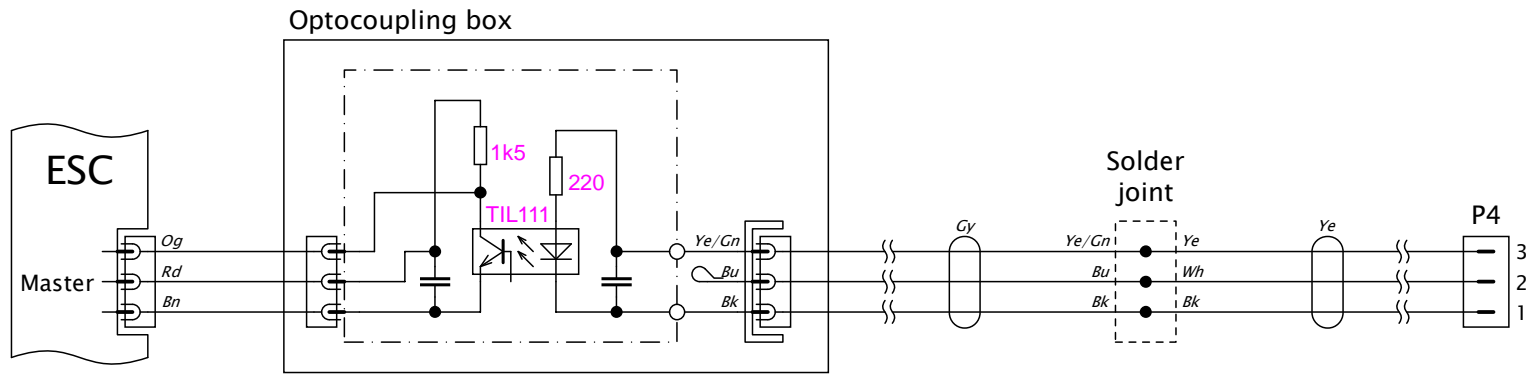 Optocoupling box
ESC
Master
Og
Rd
Bn
1k5
220
TIL111
Ye/Gn
Bu
Bk
Gy
Solder
joint
Ye/Gn
Bu
Bk
Ye
Wh
Bk
Ye
P4
3
2
1